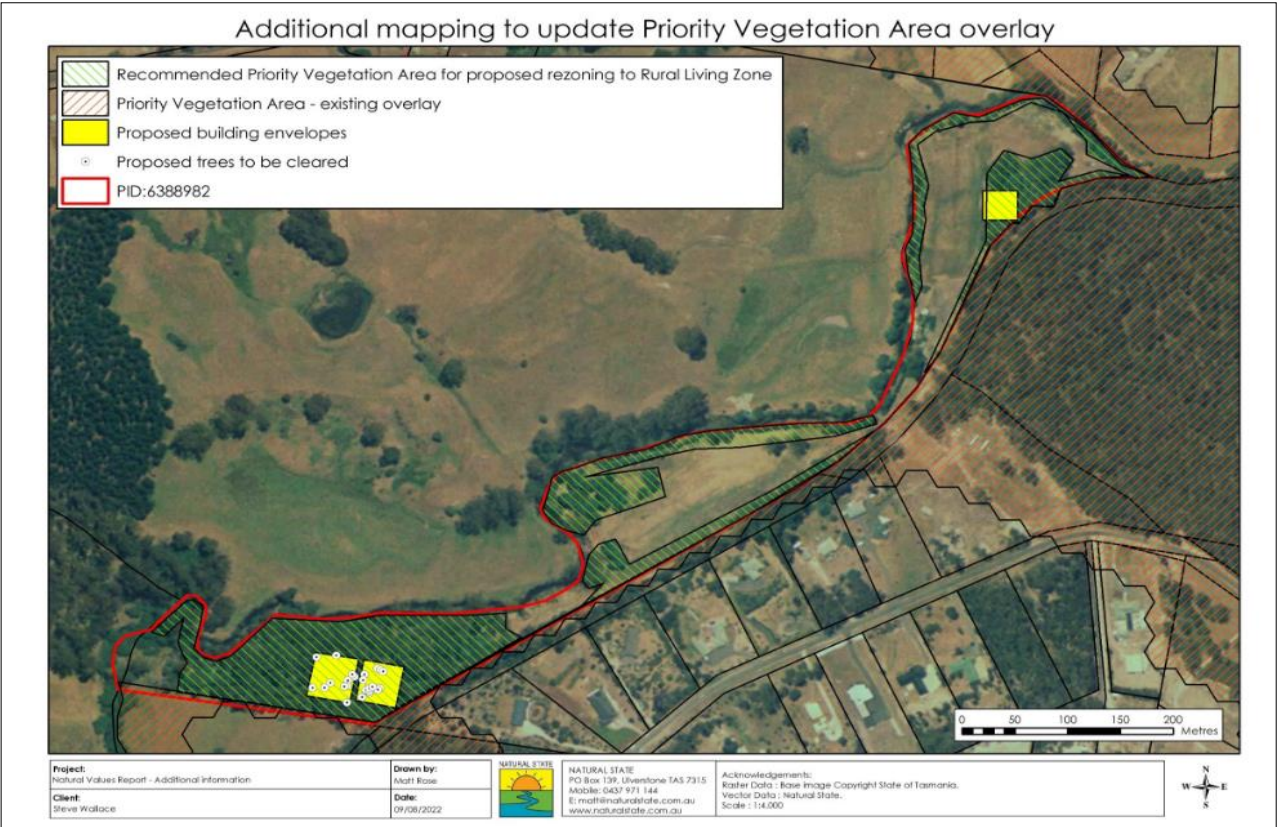 Additional mapping to update Priority Vegetation Area overlay
Recommended Priority Vegetation Area for proposed rezoning to Rural Living Zone
Priority Vegetation Area - existing overlay
Proposed building envelopes
Proposed trees to be cleared
PID:6388982
0 50 100 150 200
Metres
Project:
Natural Values Report - Additional information
Client:
Steve Wallace
Drawn by:
Matt Rose
Date:
09/08/2022
NATURAL STATE
NATURAL STATE
PO Box 139, Ulverstone TAS 7315
Mobile: 0437 971 144
E: matt@naturalstate.com.au
www.naturalstate.com.au
Acknowledgements:
Raster Data : Base Image Copyright State of Tasmania.
Vector Data : Natural State.
Scale : 1:4,000
N
W E
S